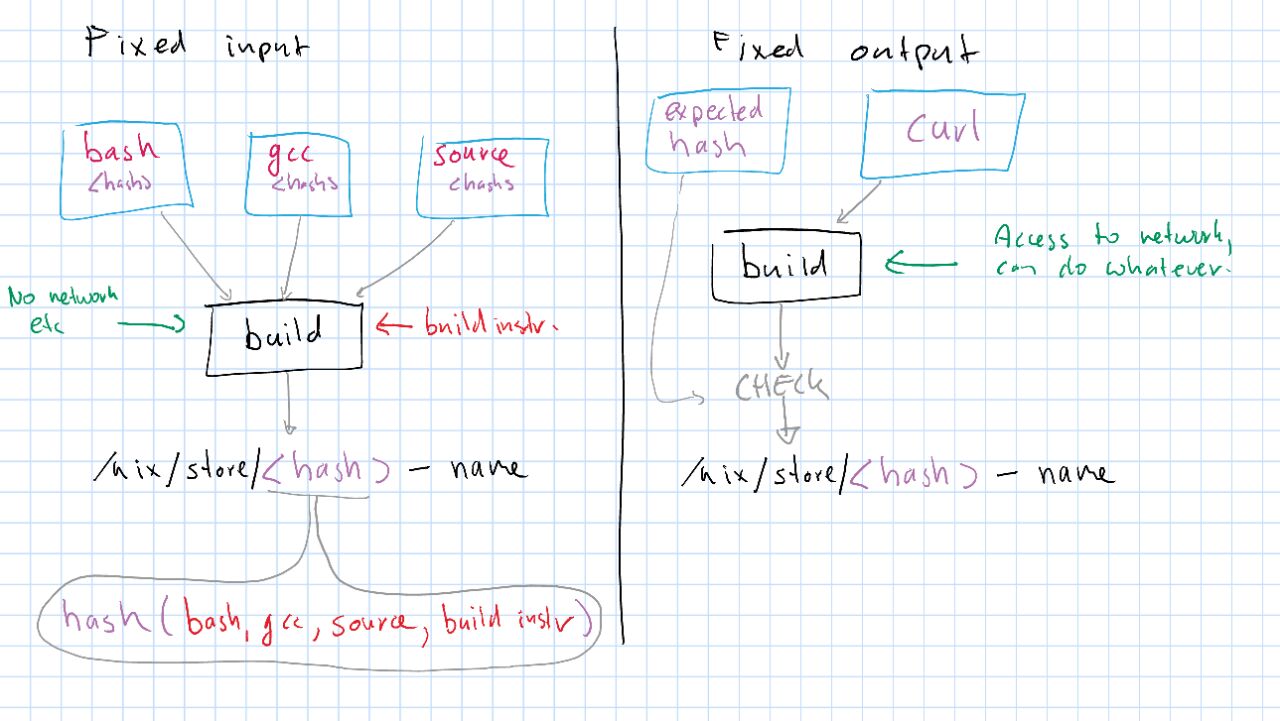 Fixed input
bash
<hash>
gcc
<hash>
source
<hash>
No network
etc
build
build instr.
/nix/store/<hash> - name
hash (bash, gcc, source, build instr)
Fixed output
expected
hash
curl
build
Access to network,
can do whatever.
CHECK
/nix/store/<hash> - name